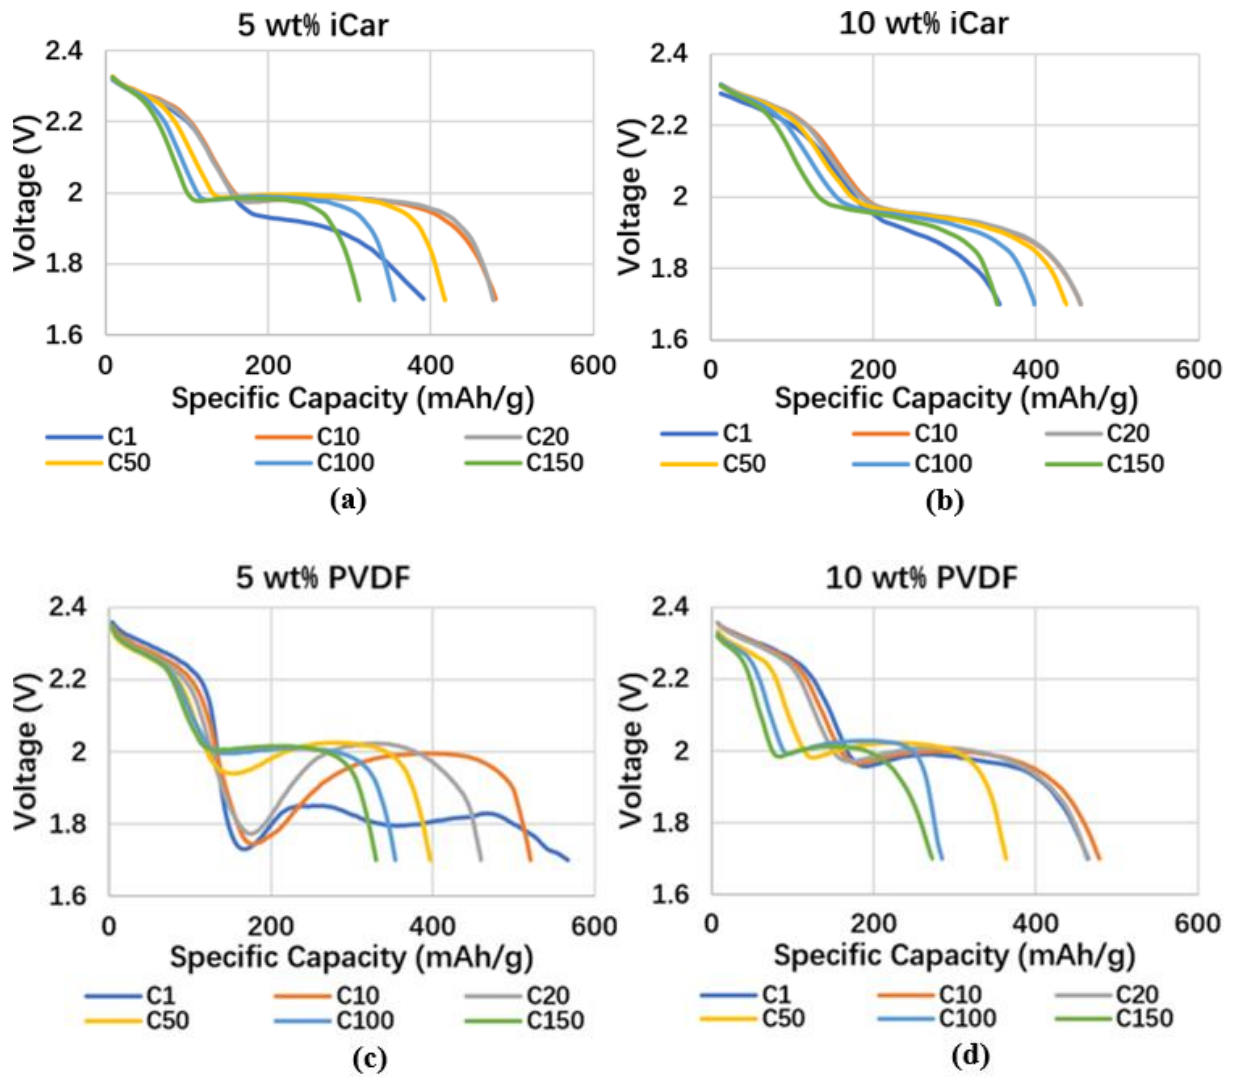 5 wt% iCar
2.4
2.2
2
1.8
1.6
Voltage (V)
0 200 400 600
Specific Capacity (mAh/g)
C1 C10 C20
C50 C100 C150
(a)
10 wt% iCar
2.4
2.2
2
1.8
1.6
Voltage (V)
0 200 400 600
Specific Capacity (mAh/g)
C1 C10 C20
C50 C100 C150
(b)
5 wt% PVDF
2.4
2.2
2
1.8
1.6
Voltage (V)
0 200 400 600
Specific Capacity (mAh/g)
C1 C10 C20
C50 C100 C150
(c)
10 wt% PVDF
2.4
2.2
2
1.8
1.6
Voltage (V)
0 200 400 600
Specific Capacity (mAh/g)
C1 C10 C20
C50 C100 C150
(d)